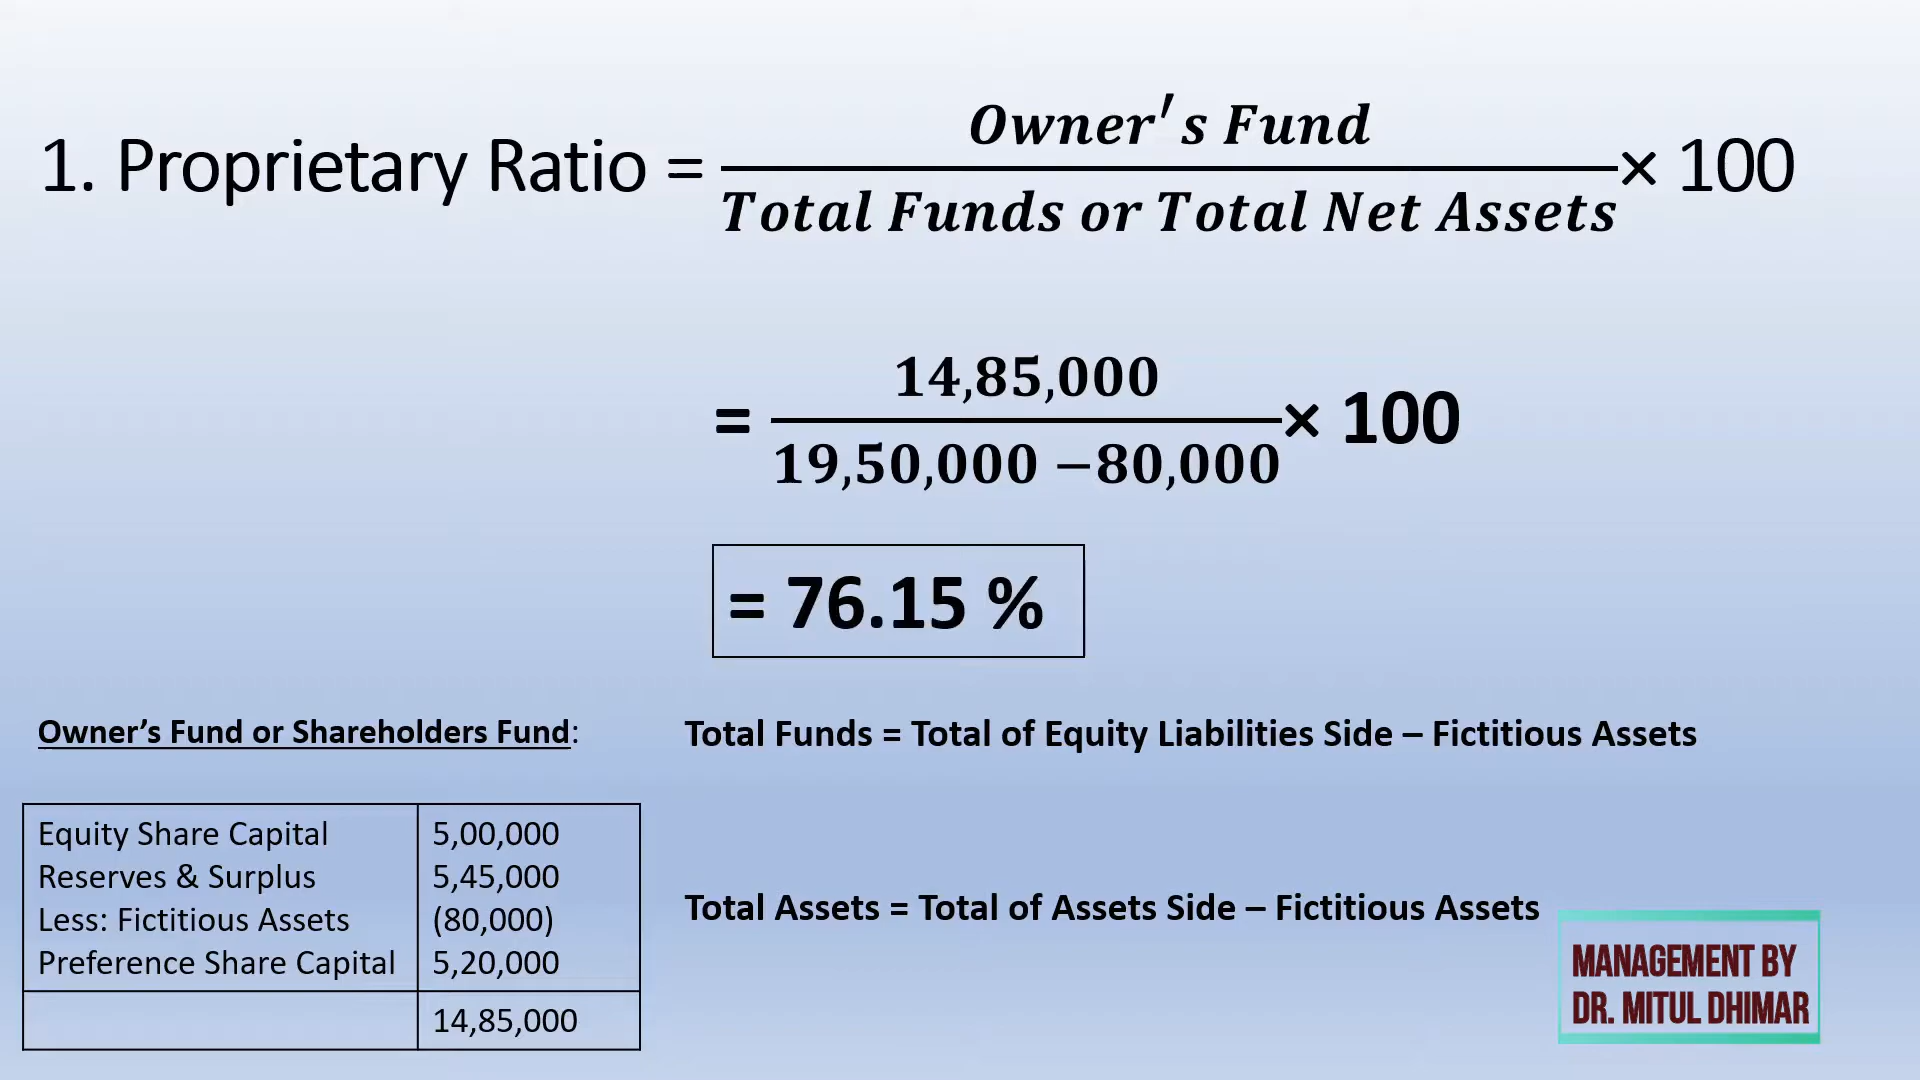 1. Proprietary Ratio = Owner's Fund / Total Funds or Total Net Assets × 100
= 14,85,000 / 19,50,000 −80,000 × 100
= 76.15 %
Owner’s Fund or Shareholders Fund:
Equity Share Capital 5,00,000
Reserves & Surplus 5,45,000
Less: Fictitious Assets (80,000)
Preference Share Capital 5,20,000
14,85,000
Total Funds = Total of Equity Liabilities Side – Fictitious Assets
Total Assets = Total of Assets Side – Fictitious Assets
MANAGEMENT BY
DR. MITUL DHIMAR